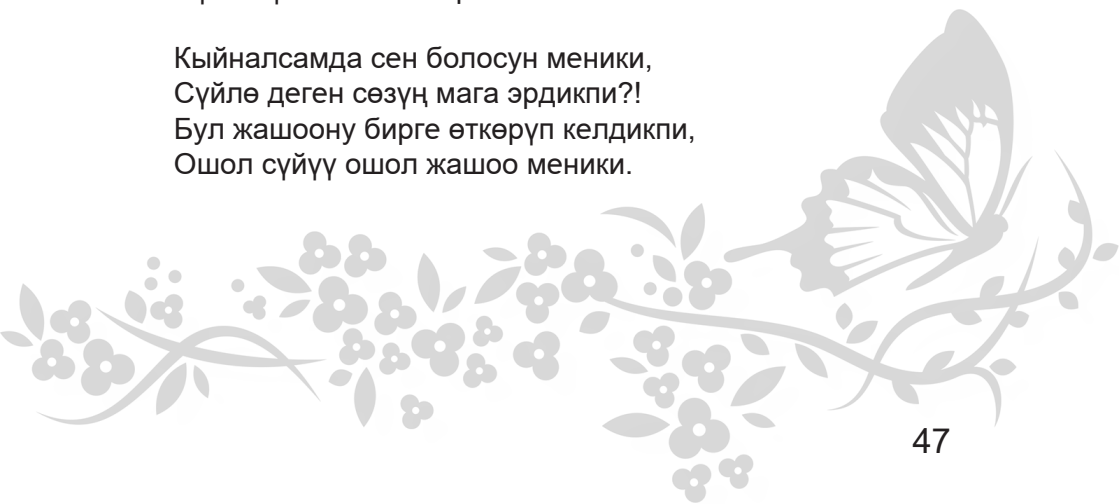 Кыйналсамда сен болосун меники,
Сүйлө деген сөзүң мага эрдикпи?!
Бул жашоону бирге өткөрүп келдикпи,
Ошол сүйүү ошол жашоо меники.
47